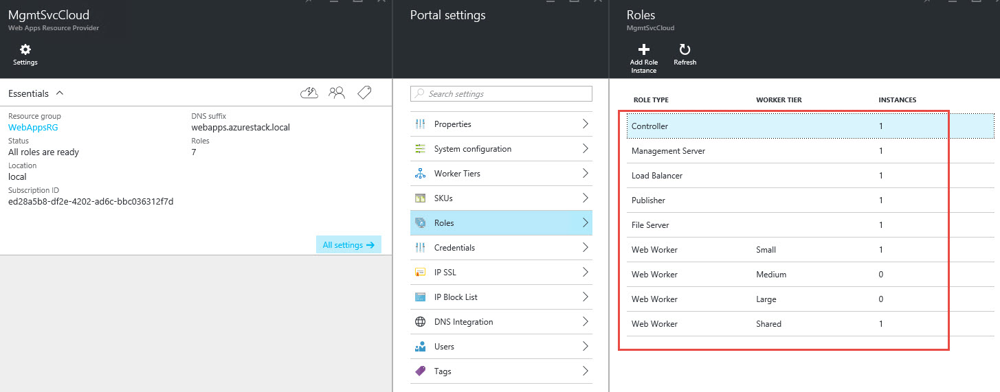 MgmtSvcCloud
Web Apps Resource Provider
Settings
Essentials
Resource group
WebAppsRG
Status
All roles are ready
Location
local
Subscription ID
ed28a5b8-df2e-4202-ad6c-bbc036312f7d
DNS suffix
webapps.azurestack.local
Roles
7
All settings
Portal settings
Search settings
Properties
System configuration
Worker Tiers
SKUs
Roles
Credentials
IP SSL
IP Block List
DNS Integration
Users
Tags
Roles
MgmtSvcCloud
Add Role
Instance
Refresh
ROLE TYPE WORKER TIER INSTANCES
Controller 1
Management Server 1
Load Balancer 1
Publisher 1
File Server 1
Web Worker Small 1
Web Worker Medium 0
Web Worker Large 0
Web Worker Shared 1